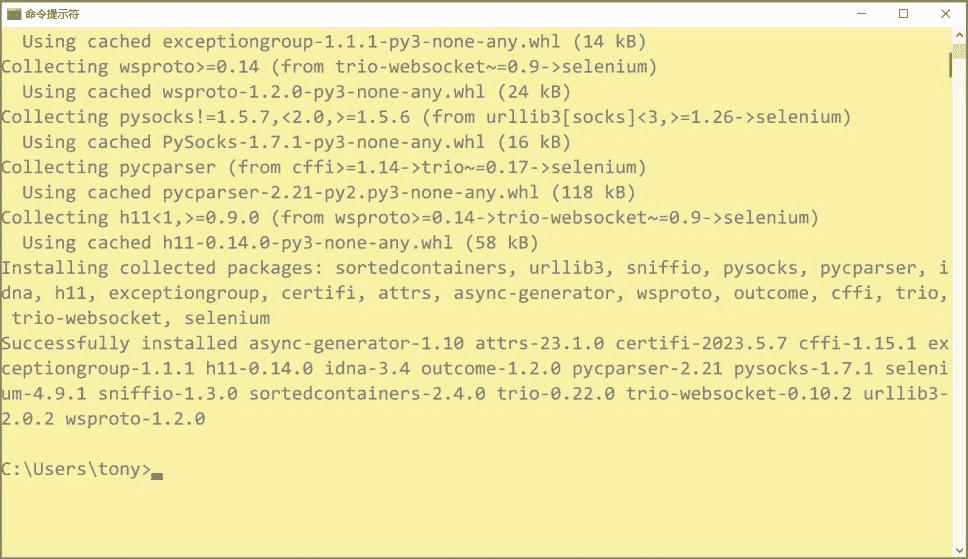 命令提示符
Using cached exceptiongroup-1.1.1-py3-none-any.whl (14 kB)
Collecting wsproto>=0.14 (from trio-websocket~=0.9->selenium)
Using cached wsproto-1.2.0-py3-none-any.whl (24 kB)
Collecting pysocks!=1.5.7,<2.0,>=1.5.6 (from urllib3[socks]<3,>=1.26->selenium)
Using cached PySocks-1.7.1-py3-none-any.whl (16 kB)
Collecting pycparser (from cffi>=1.14->trio~=0.17->selenium)
Using cached pycparser-2.21-py2.py3-none-any.whl (118 kB)
Collecting h11<1,>=0.9.0 (from wsproto>=0.14->trio-websocket~=0.9->selenium)
Using cached h11-0.14.0-py3-none-any.whl (58 kB)
Installing collected packages: sortedcontainers, urllib3, sniffio, pysocks, pycparser, i
dna, h11, exceptiongroup, certifi, attrs, async-generator, wsproto, outcome, cffi, trio,
trio-websocket, selenium
Successfully installed async-generator-1.10 attrs-23.1.0 certifi-2023.5.7 cffi-1.15.1 ex
ceptiongroup-1.1.1 h11-0.14.0 idna-3.4 outcome-1.2.0 pycparser-2.21 pysocks-1.7.1 seleni
um-4.9.1 sniffio-1.3.0 sortedcontainers-2.4.0 trio-0.22.0 trio-websocket-0.10.2 urllib3-
2.0.2 wsproto-1.2.0
C:\Users\tony>